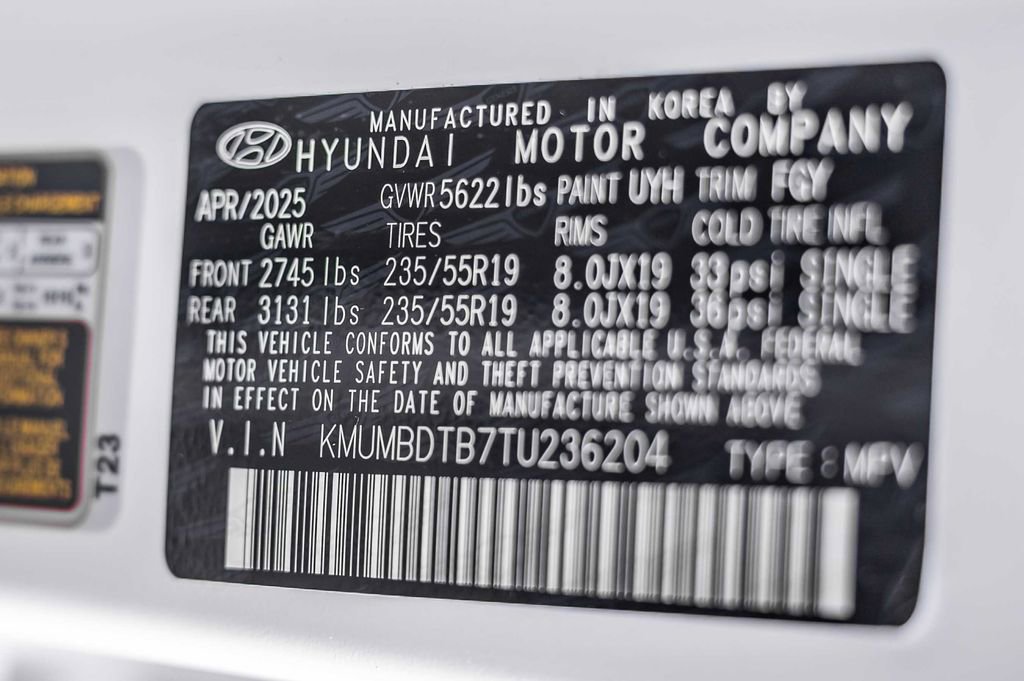 MANUFACTURED IN KOREA BY
HYUNDAI MOTOR COMPANY
APR/2025 GVWR 5622 lbs PAINT UYH TRIM FGY
GAWR TIRES RIMS COLD TIRE INFL
FRONT 2745 lbs 235/55R19 8.0JX19 33psi SINGLE
REAR 3131 lbs 235/55R19 8.0JX19 36psi SINGLE
THIS VEHICLE CONFORMS TO ALL APPLICABLE U.S.A. FEDERAL
MOTOR VEHICLE SAFETY AND THEFT PREVENTION STANDARDS
IN EFFECT ON THE DATE OF MANUFACTURE SHOWN ABOVE
V.I.N KMUMBDTB7TU236204 TYPE : MPV
T23